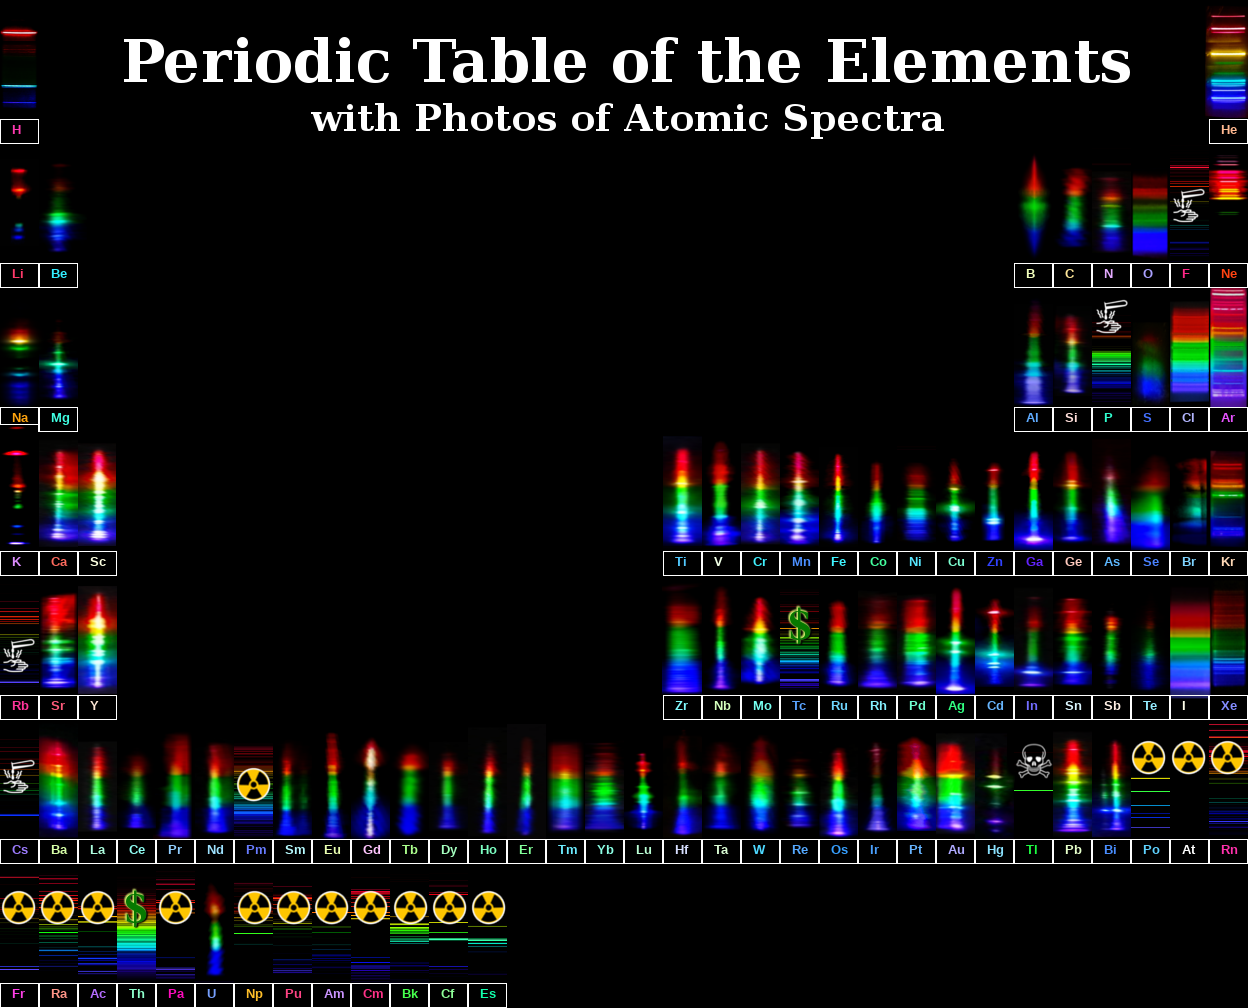 Periodic Table of the Elements
with Photos of Atomic Spectra
H He
Li Be B C N O F Ne
Na Mg Al Si P S Cl Ar
K Ca Sc Ti V Cr Mn Fe Co Ni Cu Zn Ga Ge As Se Br Kr
$
Rb Sr Y Zr Nb Mo Tc Ru Rh Pd Ag Cd In Sn Sb Te I Xe
Cs Ba La Ce Pr Nd Pm Sm Eu Gd Tb Dy Ho Er Tm Yb Lu Hf Ta W Re Os Ir Pt Au Hg Tl Pb Bi Po At Rn
$
Fr Ra Ac Th Pa U Np Pu Am Cm Bk Cf Es